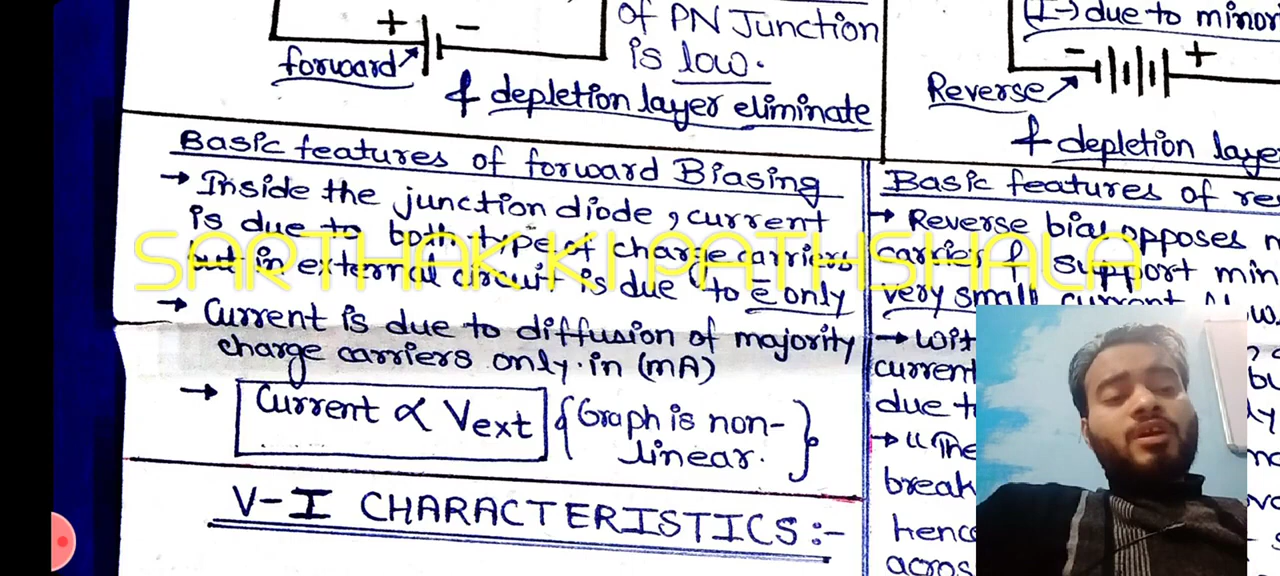 of PN Junction
is low.
+ -
forward
& depletion layer eliminate
(I-) due to minor
- +
Reverse
& depletion laye
Basic features of forward Biasing
→ Inside the junction diode, current
is due to both type of charge carriers
but in external circuit is due to e only
→ Current is due to diffusion of majority
charge carriers only. in (mA)
→ Current ∝ Vext {Graph is non-
linear.}
V-I CHARACTERISTICS:-
Basic features of re
→ Reverse bias opposes m
carrier & support min
very small current
→ Wit
current
due t
→ "The
break
henc
acros
SARTHAK KI PATHSHALA